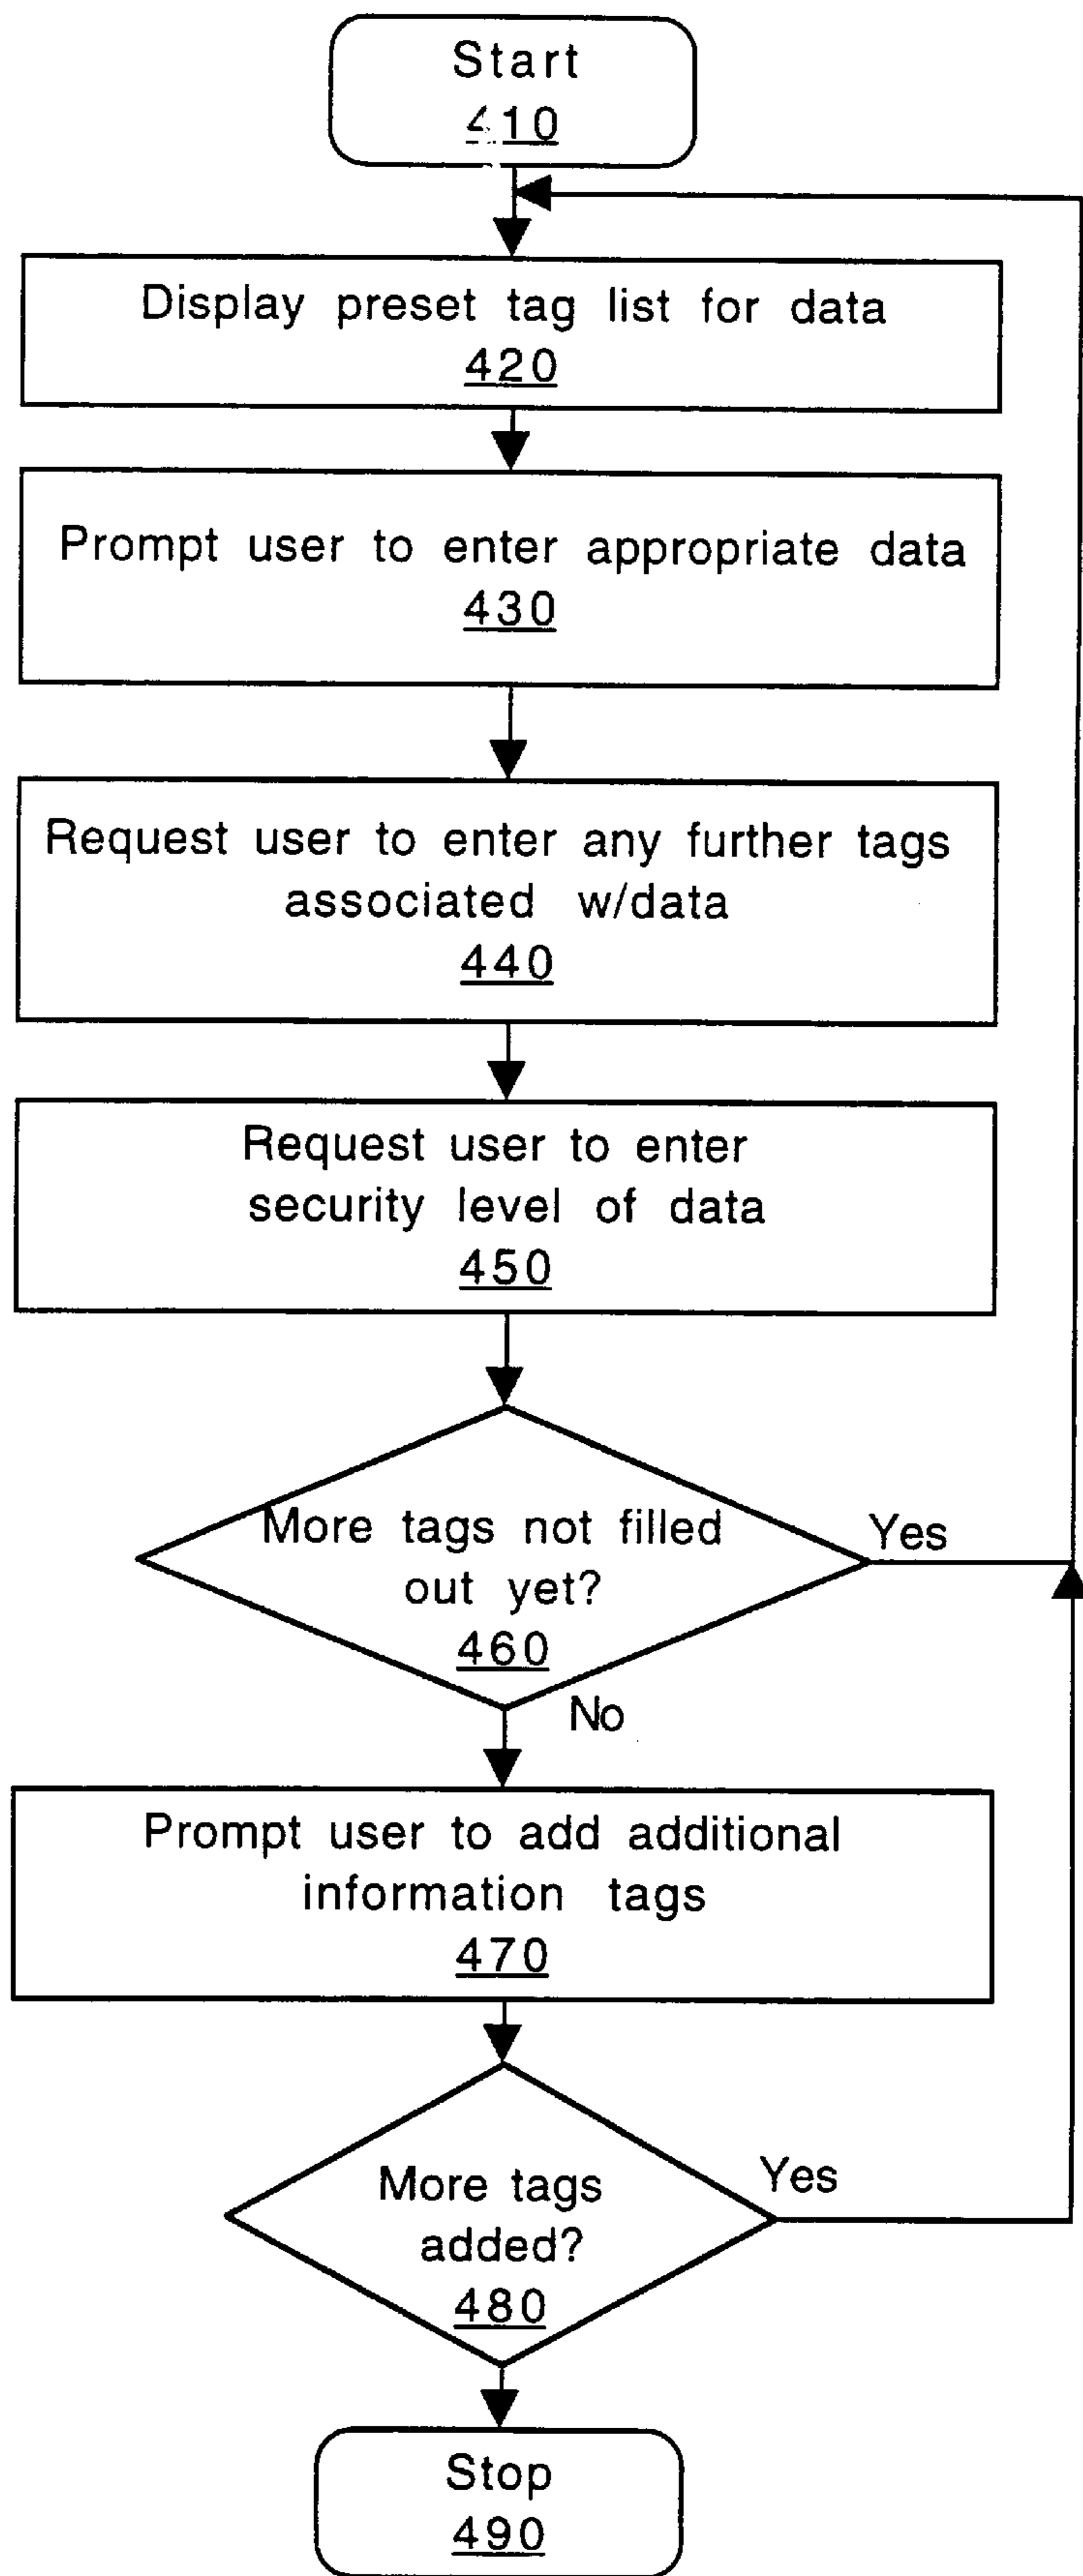 Start
410
Display preset tag list for data
420
Prompt user to enter appropriate data
430
Request user to enter any further tags
associated w/data
440
Request user to enter
security level of data
450
More tags not filled
out yet?
460
Yes
No
Prompt user to add additional
information tags
470
More tags
added?
480
Yes
Stop
490